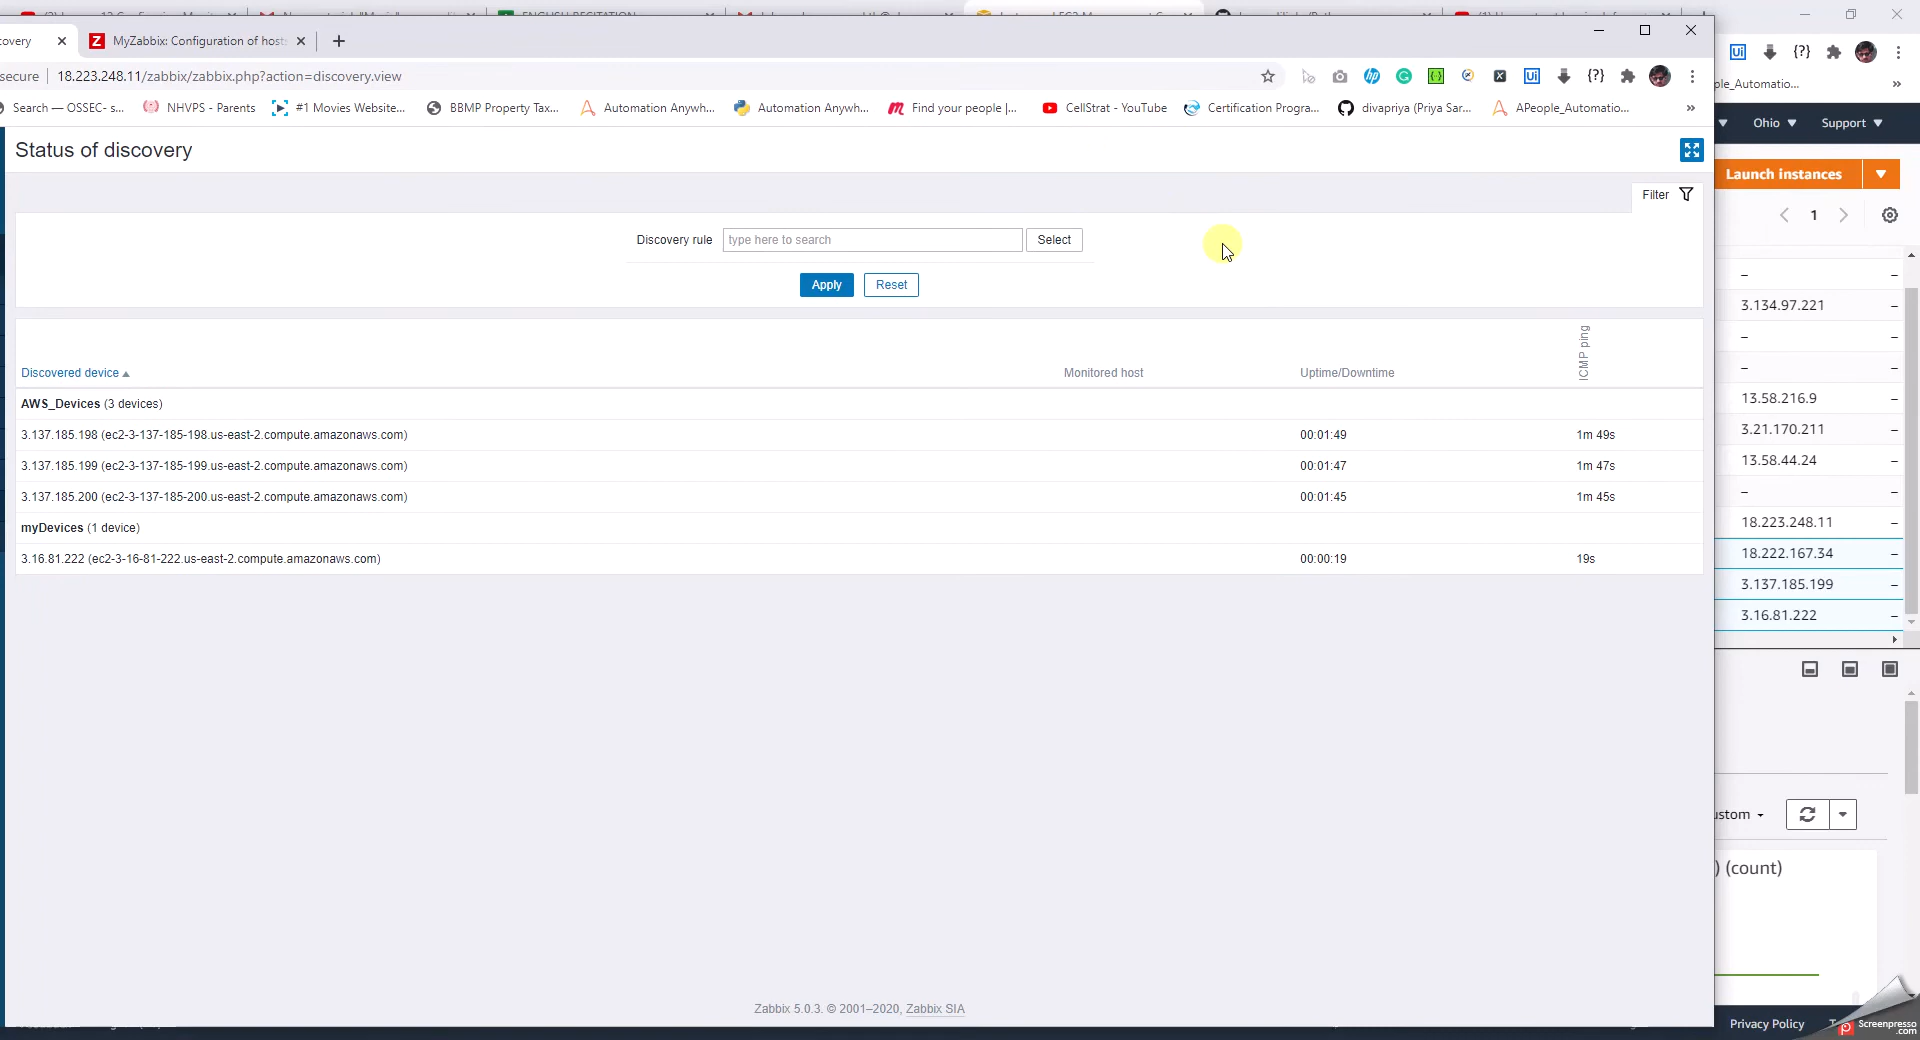 overy
MyZabbix: Configuration of hosts
secure
18.223.248.11/zabbix/zabbix.php?action=discovery.view
Search — OSSEC- s...
NHVPS - Parents
#1 Movies Website...
BBMP Property Tax...
Automation Anywh...
Automation Anywh...
Find your people |...
CellStrat - YouTube
Certification Progra...
divapriya (Priya Sar...
APeople_Automatio...
»
ple_Automation...
»
Ohio
Support
Status of discovery
Launch instances
Filter
1
Discovery rule
type here to search
Select
Apply
Reset
Discovered device
Monitored host
Uptime/Downtime
ICMP ping
AWS_Devices (3 devices)
3.137.185.198 (ec2-3-137-185-198.us-east-2.compute.amazonaws.com)
00:01:49
1m 49s
3.137.185.199 (ec2-3-137-185-199.us-east-2.compute.amazonaws.com)
00:01:47
1m 47s
3.137.185.200 (ec2-3-137-185-200.us-east-2.compute.amazonaws.com)
00:01:45
1m 45s
myDevices (1 device)
3.16.81.222 (ec2-3-16-81-222.us-east-2.compute.amazonaws.com)
00:00:19
19s
– –
3.134.97.221 –
– –
– –
13.58.216.9 –
3.21.170.211 –
13.58.44.24 –
– –
18.223.248.11 –
18.222.167.34 –
3.137.185.199 –
3.16.81.222 –
ustom
) (count)
Zabbix 5.0.3. © 2001–2020, Zabbix SIA
Privacy Policy
Screenpresso
.com